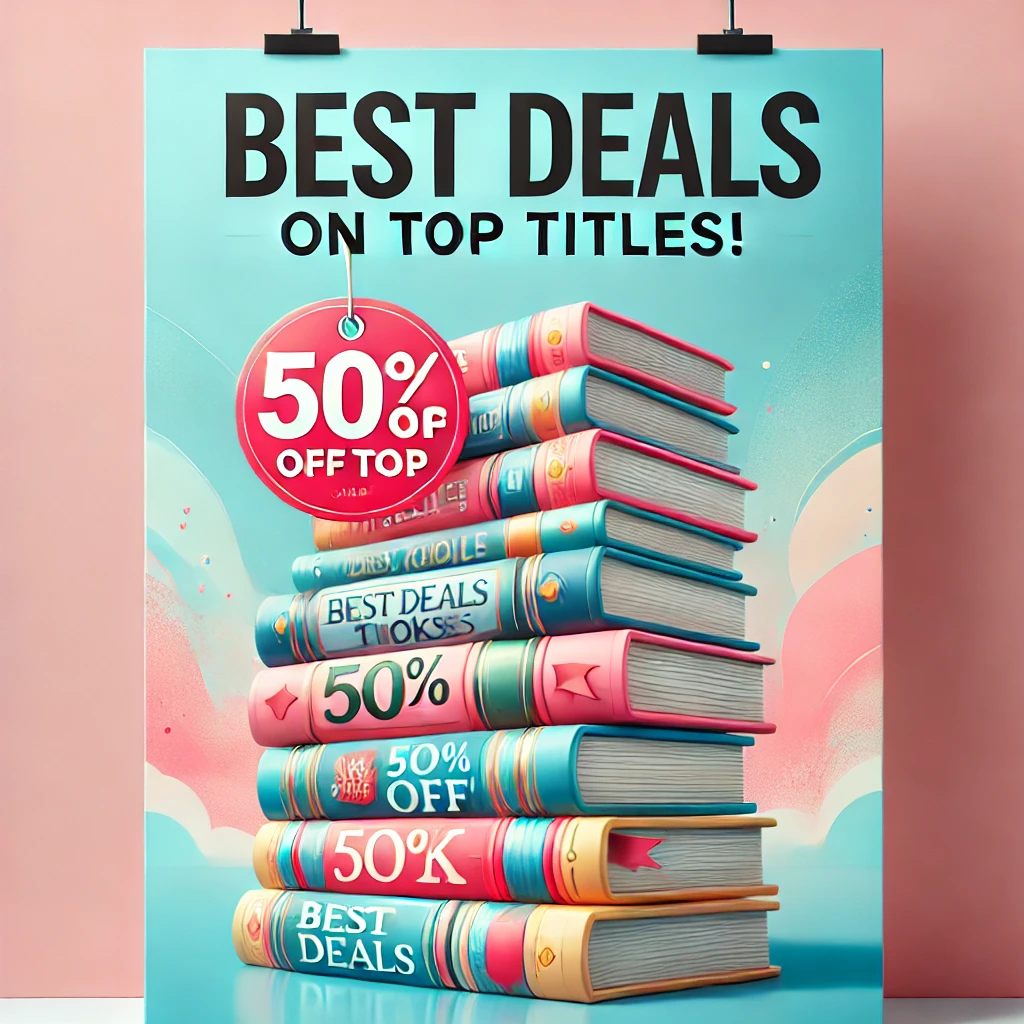 BEST DEALS
ON TOP TITLES!
50%
OF
OFF TOP
BEST DEALS
50%
50%
OFF'
50%K
BEST
DEALS